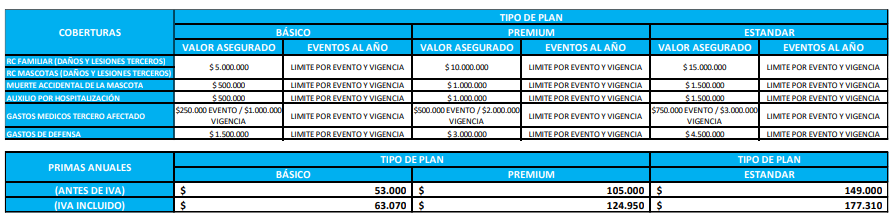 COBERTURAS TIPO DE PLAN
BÁSICO PREMIUM ESTANDAR
VALOR ASEGURADO EVENTOS AL AÑO VALOR ASEGURADO EVENTOS AL AÑO VALOR ASEGURADO EVENTOS AL AÑO
RC FAMILIAR (DAÑOS Y LESIONES TERCEROS)
RC MASCOTAS (DAÑOS Y LESIONES TERCEROS)
$ 5.000.000 LIMITE POR EVENTO Y VIGENCIA $ 10.000.000 LIMITE POR EVENTO Y VIGENCIA $ 15.000.000 LIMITE POR EVENTO Y VIGENCIA
MUERTE ACCIDENTAL DE LA MASCOTA $ 500.000 LIMITE POR EVENTO Y VIGENCIA $ 1.000.000 LIMITE POR EVENTO Y VIGENCIA $ 1.500.000 LIMITE POR EVENTO Y VIGENCIA
AUXILIO POR HOSPITAUZACIÓN $ 500.000 LIMITE POR EVENTO Y VIGENCIA $ 1.000.000 LIMITE POR EVENTO Y VIGENCIA $ 1.500.000 LIMITE POR EVENTO Y VIGENCIA
GASTOS MEDICOS TERCERO AFECTADO $250.000 EVENTO / $1.000.000 VIGENCIA LIMITE POR EVENTO Y VIGENCIA $500.000 EVENTO / $2.000.000 VIGENCIA LIMITE POR EVENTO Y VIGENCIA $750.000 EVENTO / $3.000.000 VIGENCIA LIMITE POR EVENTO Y VIGENCIA
GASTOS DE DEFENSA $ 1.500.000 LIMITE POR EVENTO Y VIGENCIA $ 3.000.000 LIMITE POR EVENTO Y VIGENCIA $ 4.500.000 LIMITE POR EVENTO Y VIGENCIA
PRIMAS ANUALES TIPO DE PLAN TIPO DE PLAN
BÁSICO PREMIUM ESTANDAR
(ANTES DE IVA) $ 53.000 $ 105.000 $ 149.000
(IVA INCLUIDO) $ 63.070 $ 124.950 $ 177.310